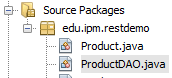 Source Packages
edu.ipm.restdemo
Product.java
ProductDAO.java